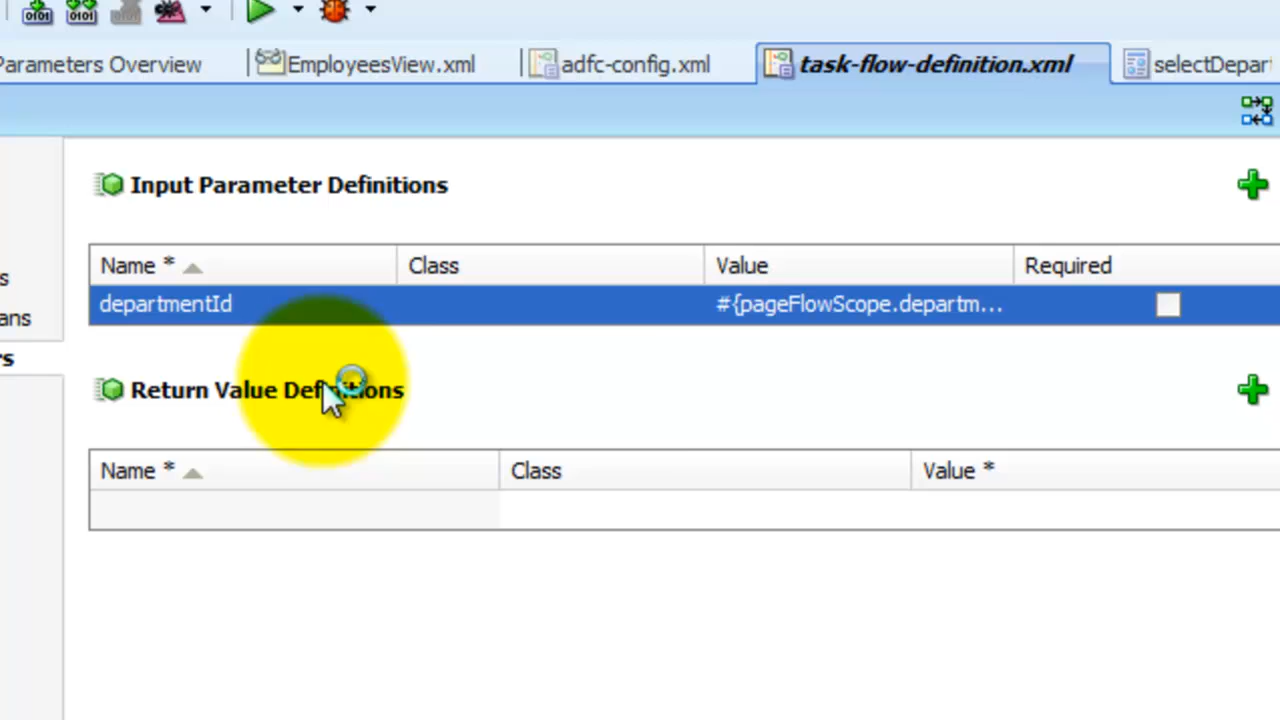 Parameters Overview EmployeesView.xml adfc-config.xml task-flow-definition.xml selectDepar
Input Parameter Definitions
Name * Class Value Required
departmentId #{pageFlowScope.departm...
s
ans
rs
Return Value Definitions
Name * Class Value *